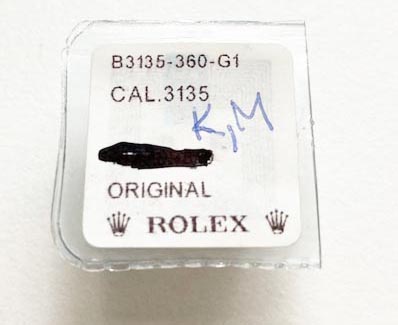 B3135-360-G1
CAL.3135
K,M
ORIGINAL
ROLEX